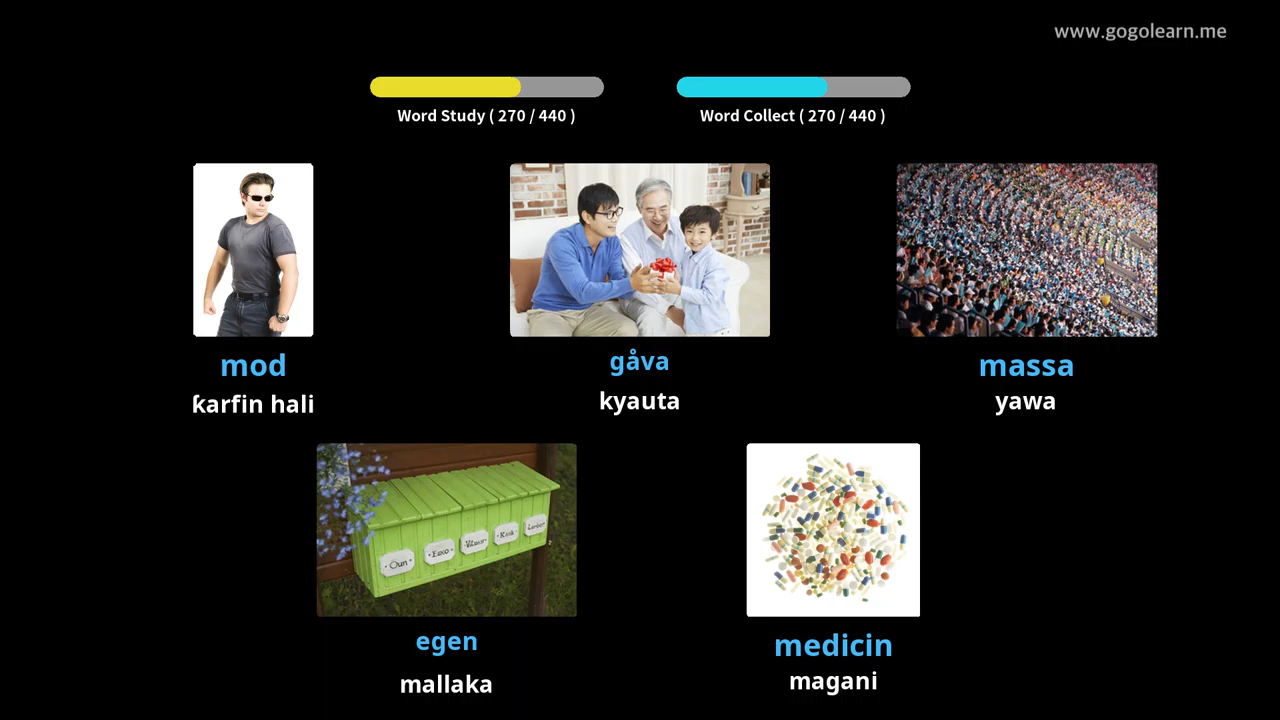 www.gogolearn.me
Word Study ( 270 / 440 )
Word Collect ( 270 / 440 )
mod
ƙarfin hali
gåva
kyauta
massa
yawa
egen
mallaka
medicin
magani